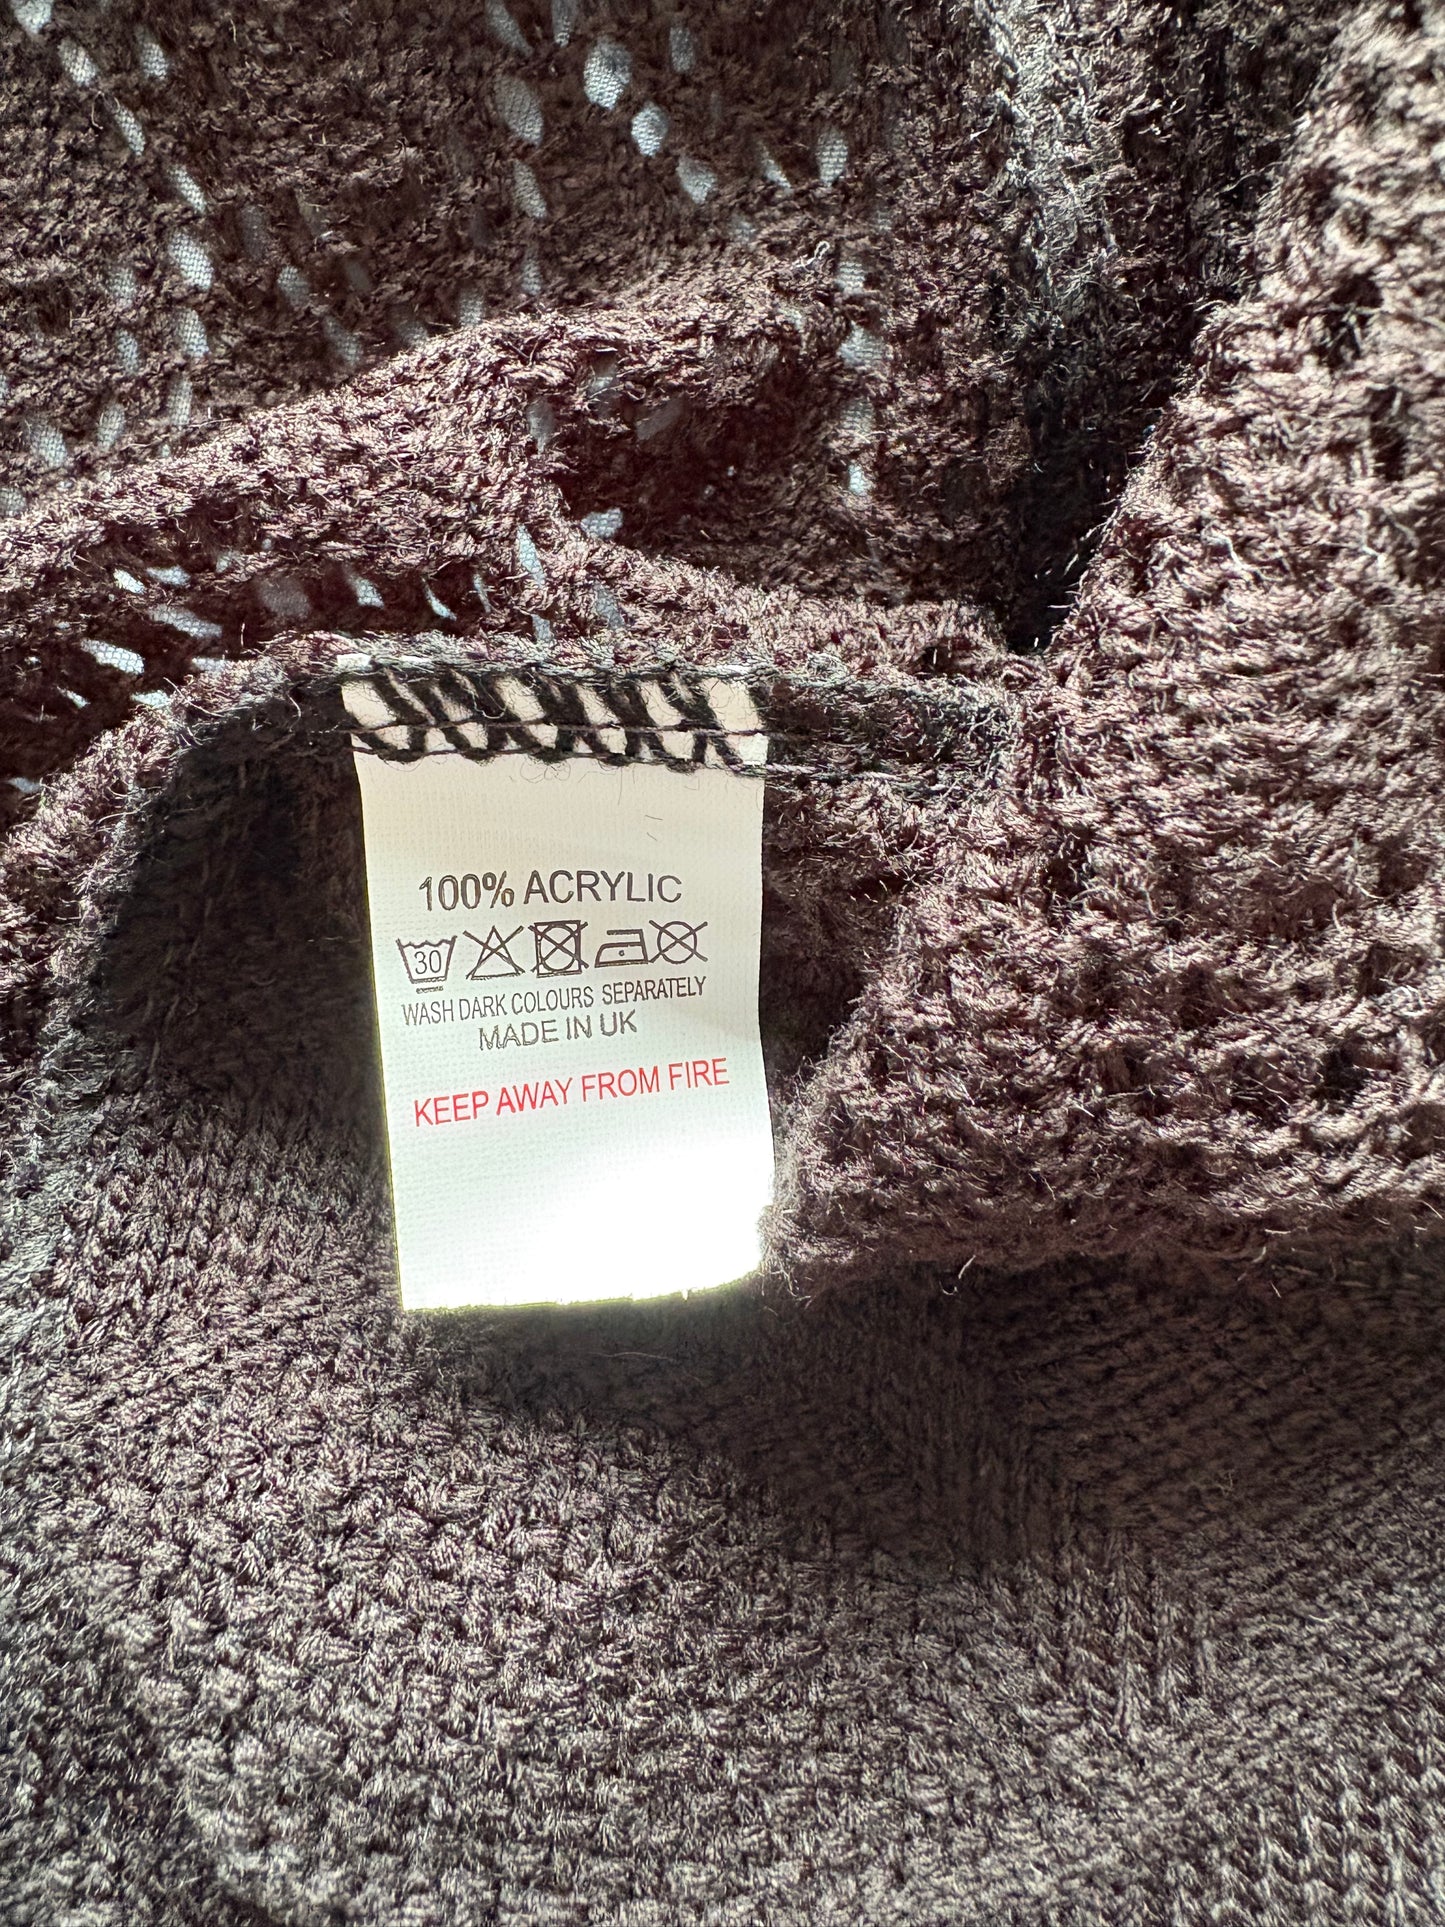 100% ACRYLIC
30
WASH DARK COLOURS SEPARATELY
MADE IN UK
KEEP AWAY FROM FIRE